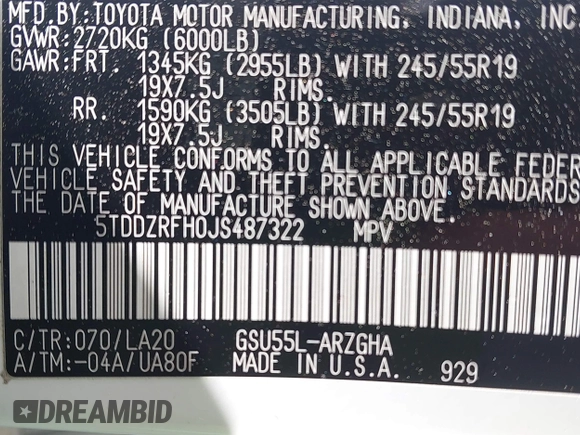 MFD.BY:TOYOTA MOTOR MANUFACTURING, INDIANA, INC
GVWR:2720KG (6000LB)
GAWR:FRT. 1345KG (2955LB) WITH 245/55R19
19X7.5J RIMS.
RR. 1590KG (3505LB) WITH 245/55R19
19X7.5J RIMS.
THIS VEHICLE CONFORMS TO ALL APPLICABLE FEDER
VEHICLE SAFETY AND THEFT PREVENTION STANDARDS
THE DATE OF MANUFACTURE SHOWN ABOVE.
5TDDZRFH0JS487322 MPV
C/TR:070/LA20 GSU55L-ARZGHA
A/TM:-04A/UA80F MADE IN U.S.A. 929
DREAMBID